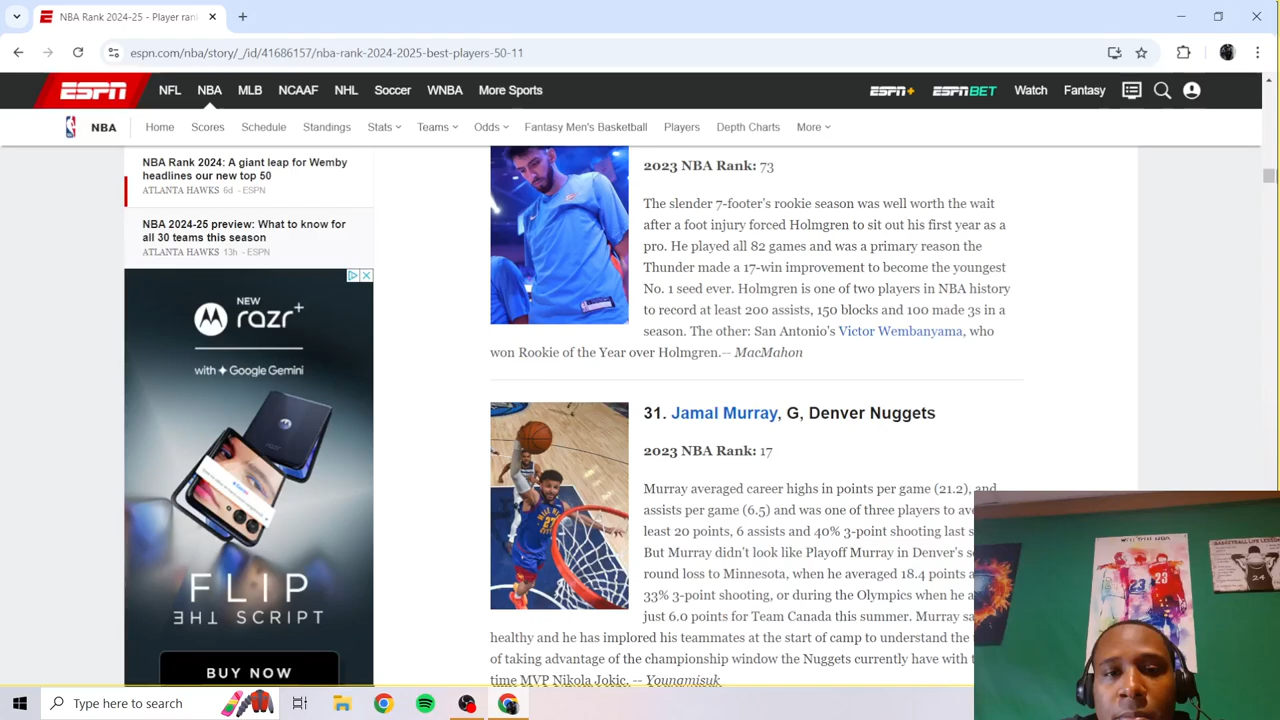 NBA Rank 2024-25 - Player ran
espn.com/nba/story/_/id/41686157/nba-rank-2024-2025-best-players-50-11
ESPN NFL NBA MLB NCAAF NHL Soccer WNBA More Sports ESPN+ ESPN BET Watch Fantasy
NBA Home Scores Schedule Standings Stats Teams Odds Fantasy Men's Basketball Players Depth Charts More
NBA Rank 2024: A giant leap for Wemby
headlines our new top 50
ATLANTA HAWKS 6d - ESPN
NBA 2024-25 preview: What to know for
all 30 teams this season
ATLANTA HAWKS 13h - ESPN
NEW
razr+
with Google Gemini
FLIP
THE SCRIPT
BUY NOW
2023 NBA Rank: 73
The slender 7-footer's rookie season was well worth the wait
after a foot injury forced Holmgren to sit out his first year as a
pro. He played all 82 games and was a primary reason the
Thunder made a 17-win improvement to become the youngest
No. 1 seed ever. Holmgren is one of two players in NBA history
to record at least 200 assists, 150 blocks and 100 made 3s in a
season. The other: San Antonio's Victor Wembanyama, who
won Rookie of the Year over Holmgren.-- MacMahon
31. Jamal Murray, G, Denver Nuggets
2023 NBA Rank: 17
Murray averaged career highs in points per game (21.2), and
assists per game (6.5) and was one of three players to av
least 20 points, 6 assists and 40% 3-point shooting last s
But Murray didn't look like Playoff Murray in Denver's s
round loss to Minnesota, when he averaged 18.4 points a
33% 3-point shooting, or during the Olympics when he a
just 6.0 points for Team Canada this summer. Murray sa
healthy and he has implored his teammates at the start of camp to understand the
of taking advantage of the championship window the Nuggets currently have with t
time MVP Nikola Jokic. -- Youngmisuk
BASKETBALL LIFE LESSON
24
23
23
Type here to search